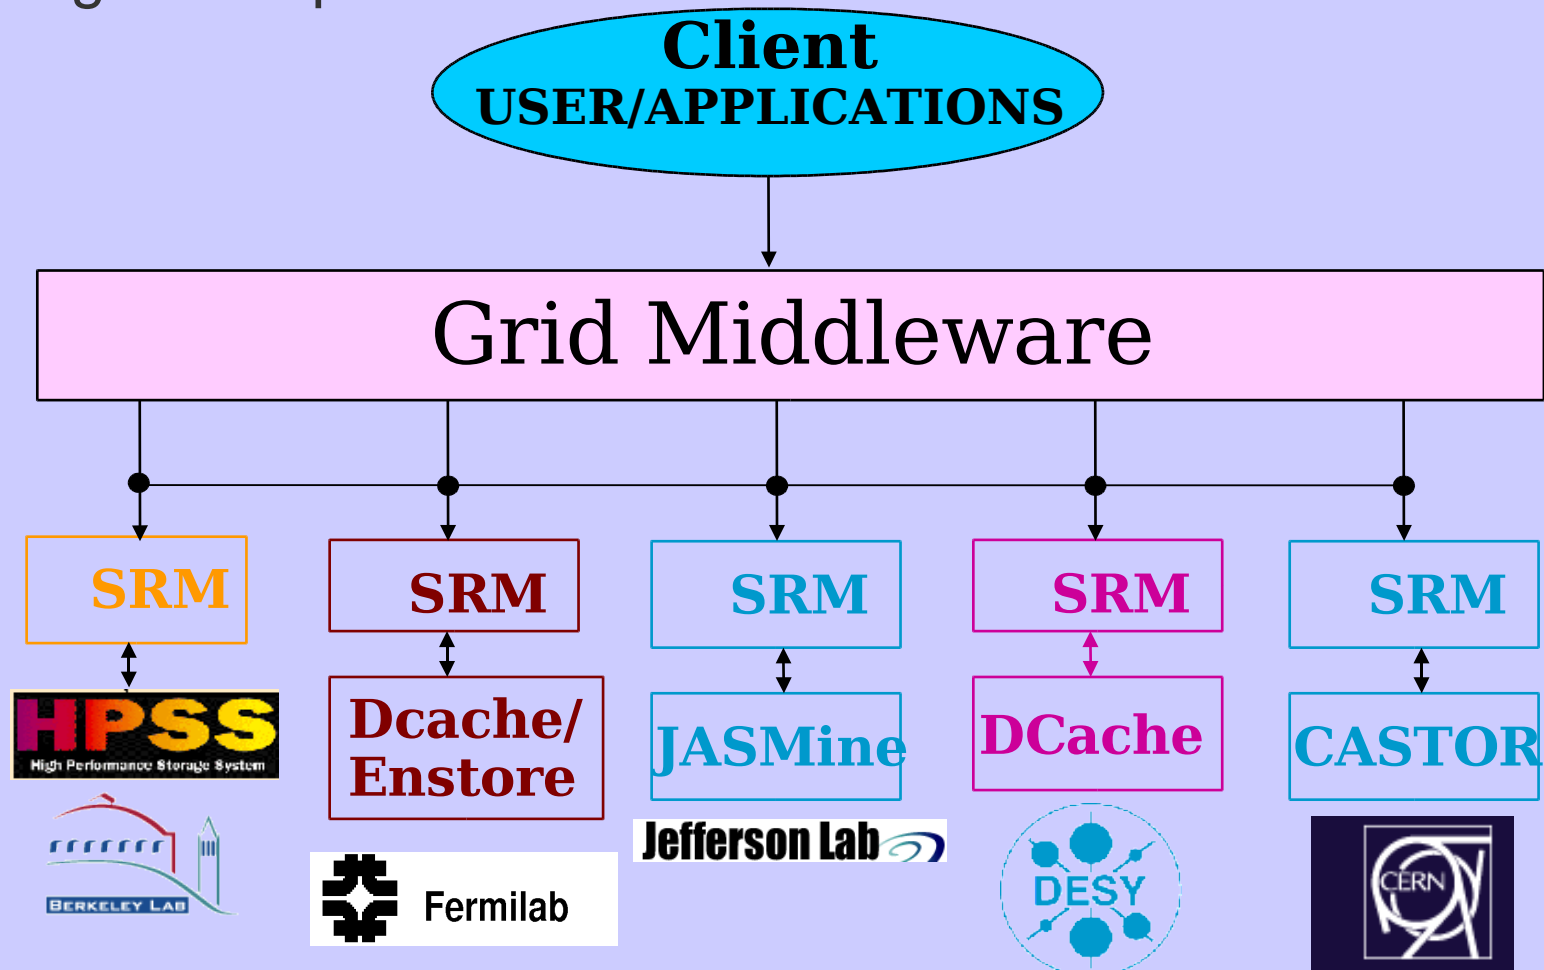 Client
USER/APPLICATIONS
Grid Middleware
SRM
SRM
SRM
SRM
SRM
HPSS
High Performance Storage System
Dcache/
Enstore
JASMine
DCache
CASTOR
BERKELEY LAB
Fermilab
Jefferson Lab
DESY
CERN